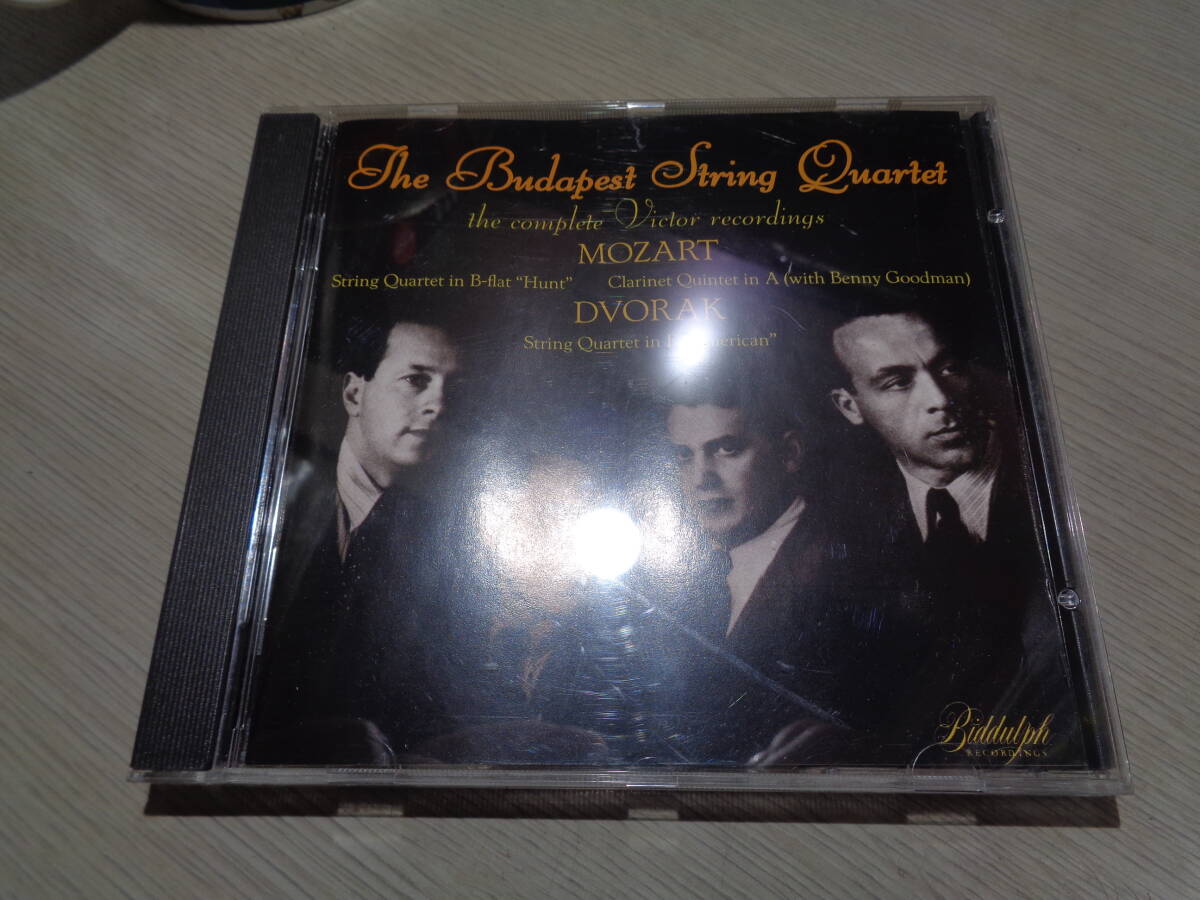 The Budapest String Quartet
the complete Victor recordings
MOZART
String Quartet in B-flat “Hunt” Clarinet Quintet in A (with Benny Goodman)
DVORAK
String Quartet in
Biddulph
RECORDINGS